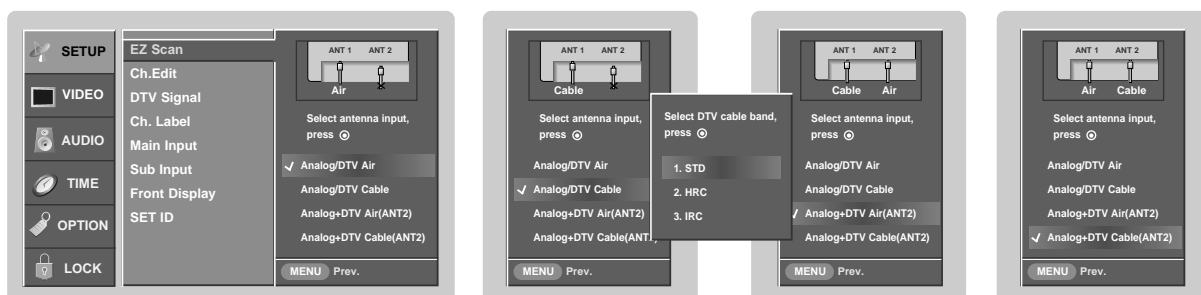 SETUP
VIDEO
AUDIO
TIME
OPTION
LOCK
EZ Scan
Ch.Edit
DTV Signal
Ch. Label
Main Input
Sub Input
Front Display
SET ID
ANT 1 ANT 2
Air
Select antenna input,
press
Analog/DTV Air
Analog/DTV Cable
Analog+DTV Air(ANT2)
Analog+DTV Cable(ANT2)
MENU Prev.
ANT 1 ANT 2
Cable
Select antenna input,
press
Analog/DTV Air
Analog/DTV Cable
Analog+DTV Air(ANT2)
Analog+DTV Cable(ANT
MENU Prev.
Select DTV cable band,
press
1. STD
2. HRC
3. IRC
ANT 1 ANT 2
Cable Air
Select antenna input,
press
Analog/DTV Air
Analog/DTV Cable
Analog+DTV Air(ANT2)
Analog+DTV Cable(ANT2)
MENU Prev.
ANT 1 ANT 2
Air Cable
Select antenna input,
press
Analog/DTV Air
Analog/DTV Cable
Analog+DTV Air(ANT2)
Analog+DTV Cable(ANT2)
MENU Prev.